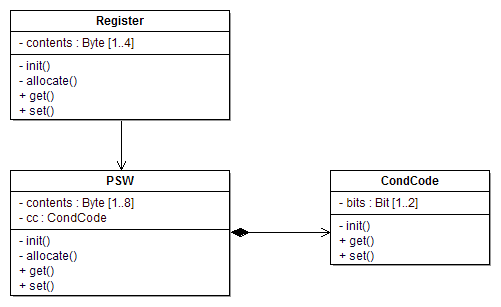 Register
- contents : Byte [1..4]
- init()
- allocate()
+ get()
+ set()
PSW
- contents : Byte [1..8]
- cc : CondCode
- init()
- allocate()
+ get()
+ set()
CondCode
- bits : Bit [1..2]
- init()
+ get()
+ set()